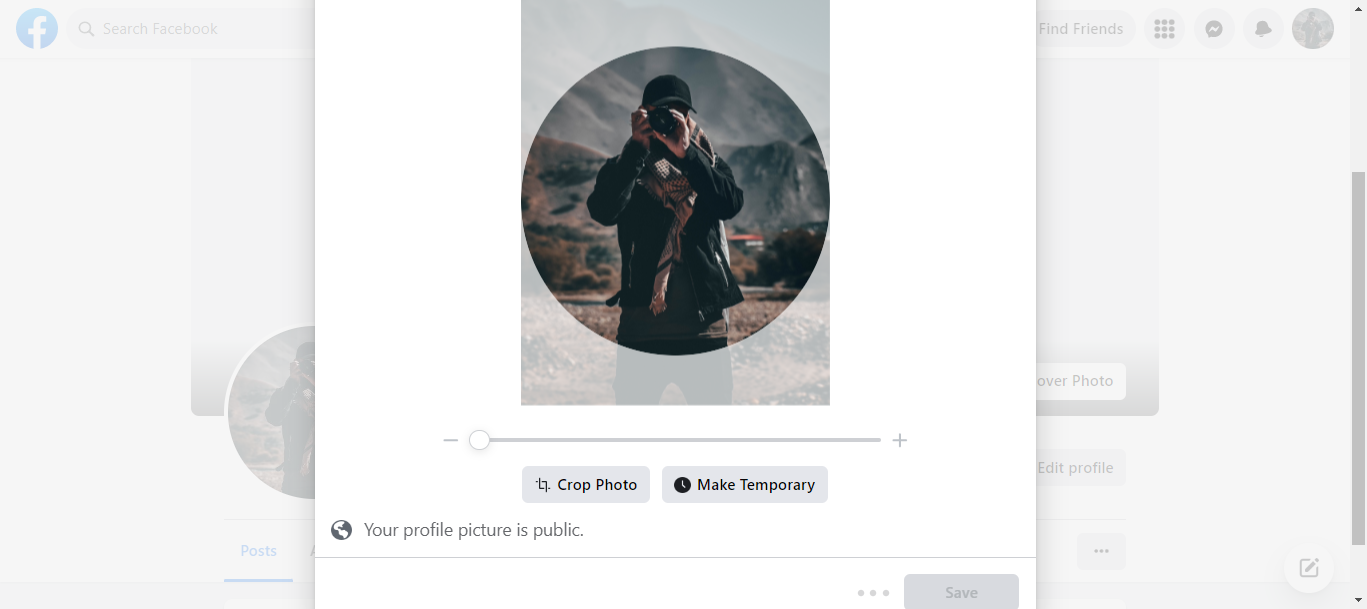 Search Facebook
Find Friends
over Photo
Edit profile
Crop Photo
Make Temporary
Your profile picture is public.
Posts
A
Save